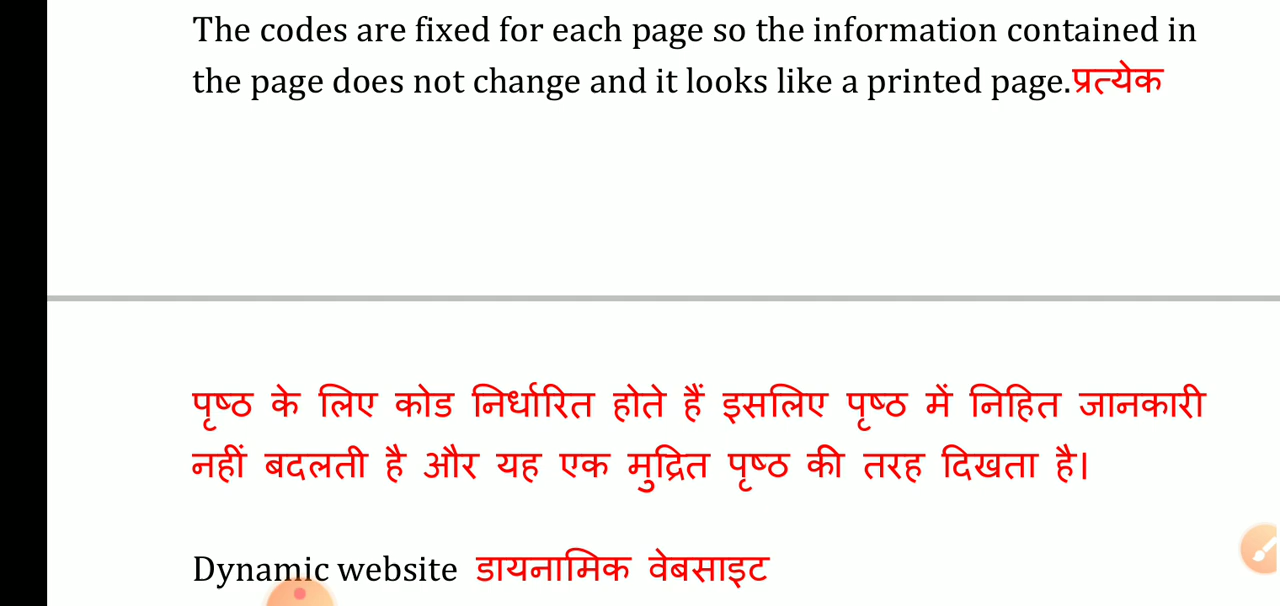 The codes are fixed for each page so the information contained in
the page does not change and it looks like a printed page.प्रत्येक
पृष्ठ के लिए कोड निर्धारित होते हैं इसलिए पृष्ठ में निहित जानकारी
नहीं बदलती है और यह एक मुद्रित पृष्ठ की तरह दिखता है।
Dynamic website डायनामिक वेबसाइट